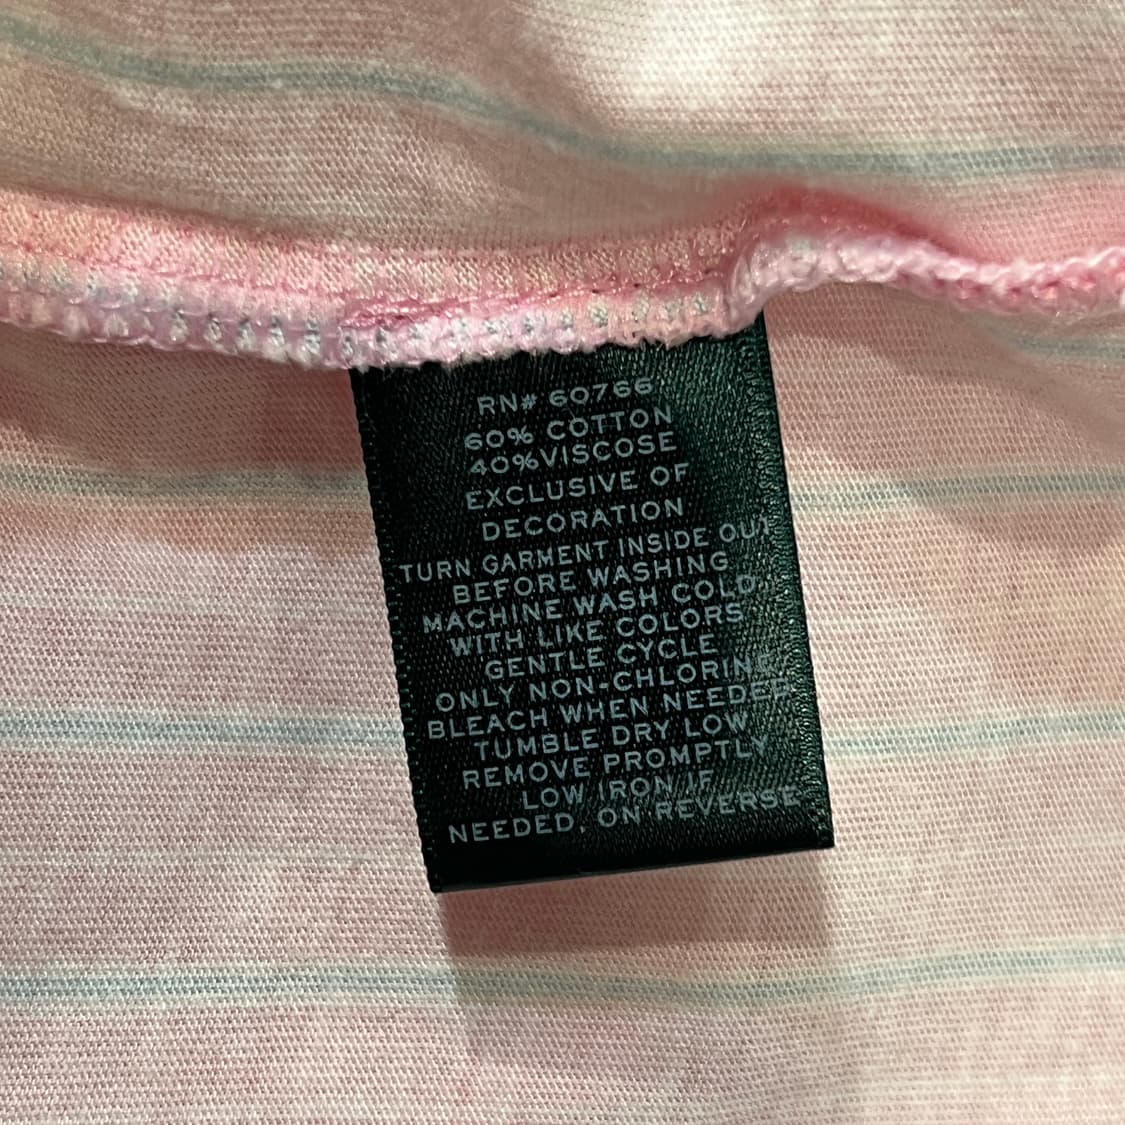 RN# 60766
60% COTTON
40%VISCOSE
EXCLUSIVE OF
DECORATION
TURN GARMENT INSIDE OUT
BEFORE WASHING
MACHINE WASH COLD
WITH LIKE COLORS
GENTLE CYCLE
ONLY NON-CHLORINE
BLEACH WHEN NEEDED
TUMBLE DRY LOW
REMOVE PROMPTLY
LOW IRON IF
NEEDED, ON REVERSE